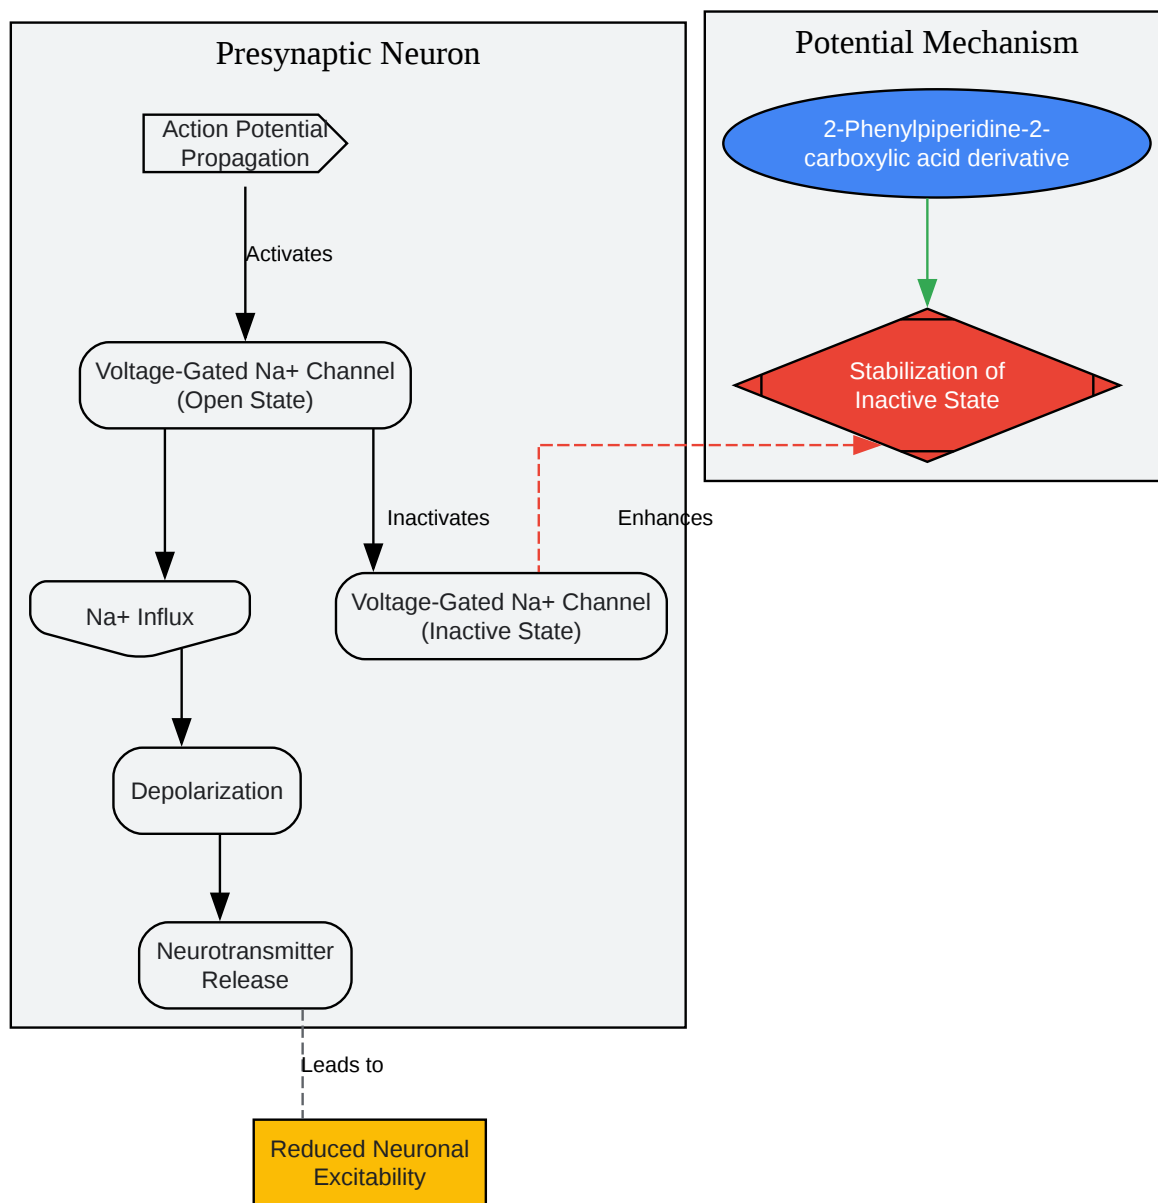 Presynaptic Neuron
Action Potential
Propagation
Activates
Voltage-Gated Na+ Channel
(Open State)
Inactivates
Enhances
Na+ Influx
Voltage-Gated Na+ Channel
(Inactive State)
Depolarization
Neurotransmitter
Release
Leads to
Reduced Neuronal
Excitability
Potential Mechanism
2-Phenylpiperidine-2-
carboxylic acid derivative
Stabilization of
Inactive State